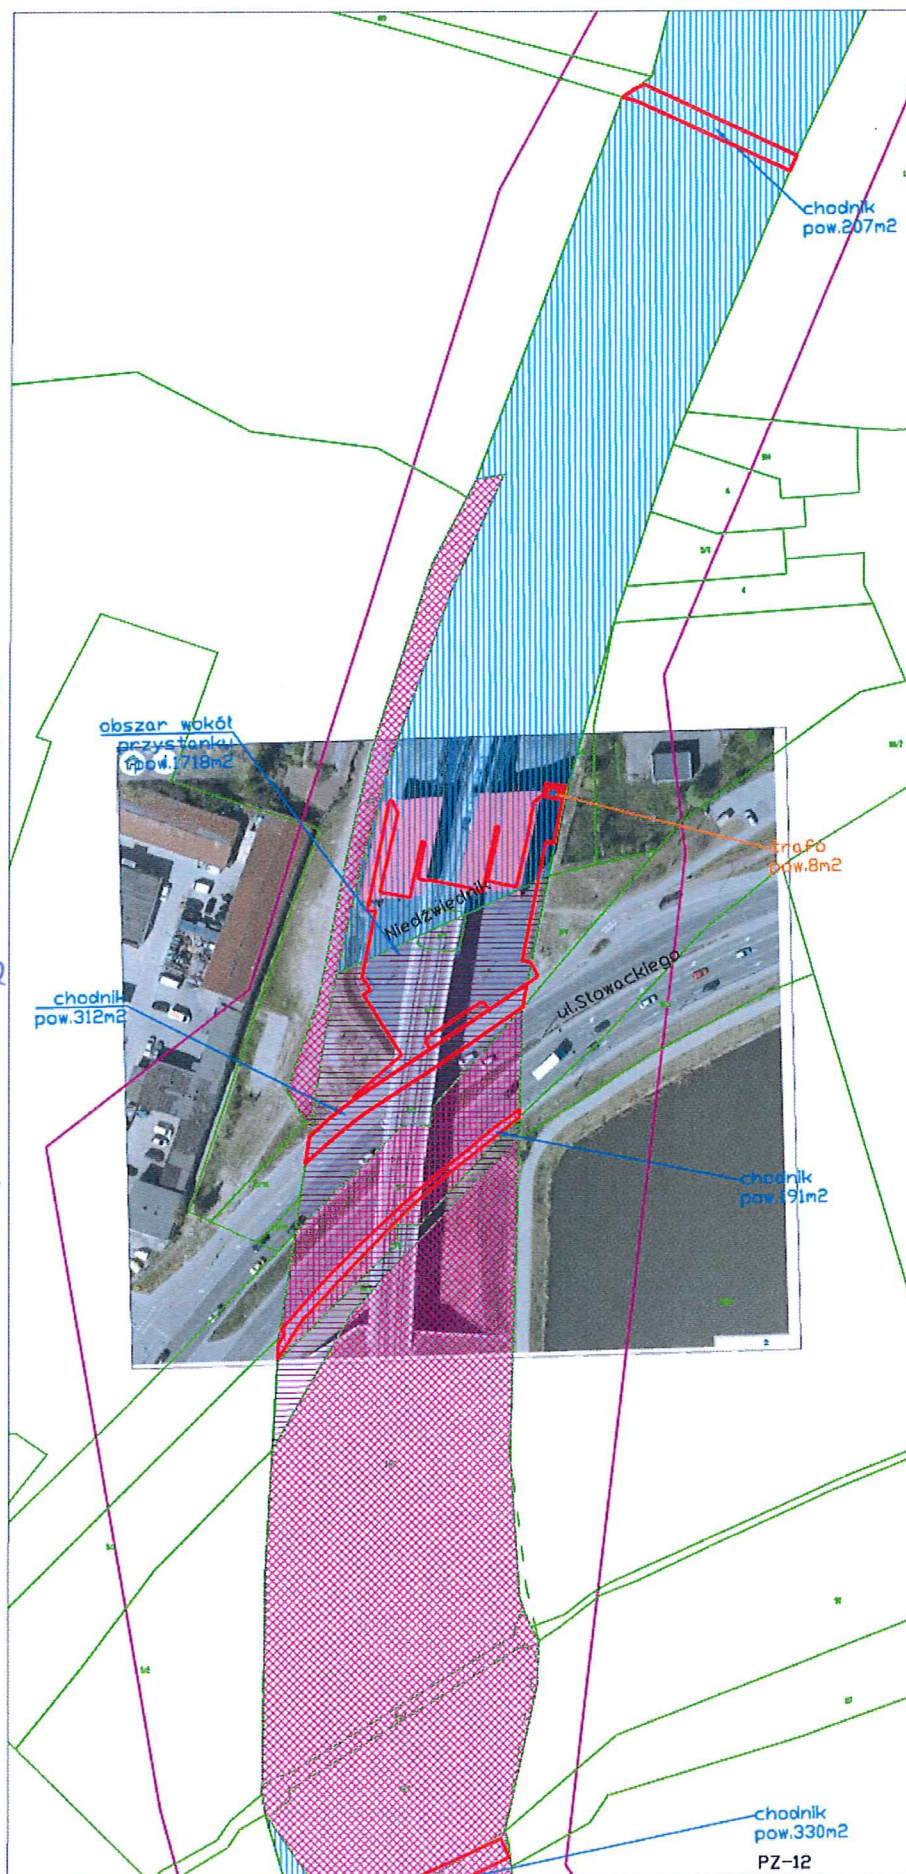 chodnik
pow.207m2
obszar wokół
przystanku
pow.1718m2
trafo
pow.8m2
Niedźwiednik
ul.Słowackiego
chodnik
pow.312m2
chodnik
pow.191m2
chodnik
pow.330m2
PZ-12